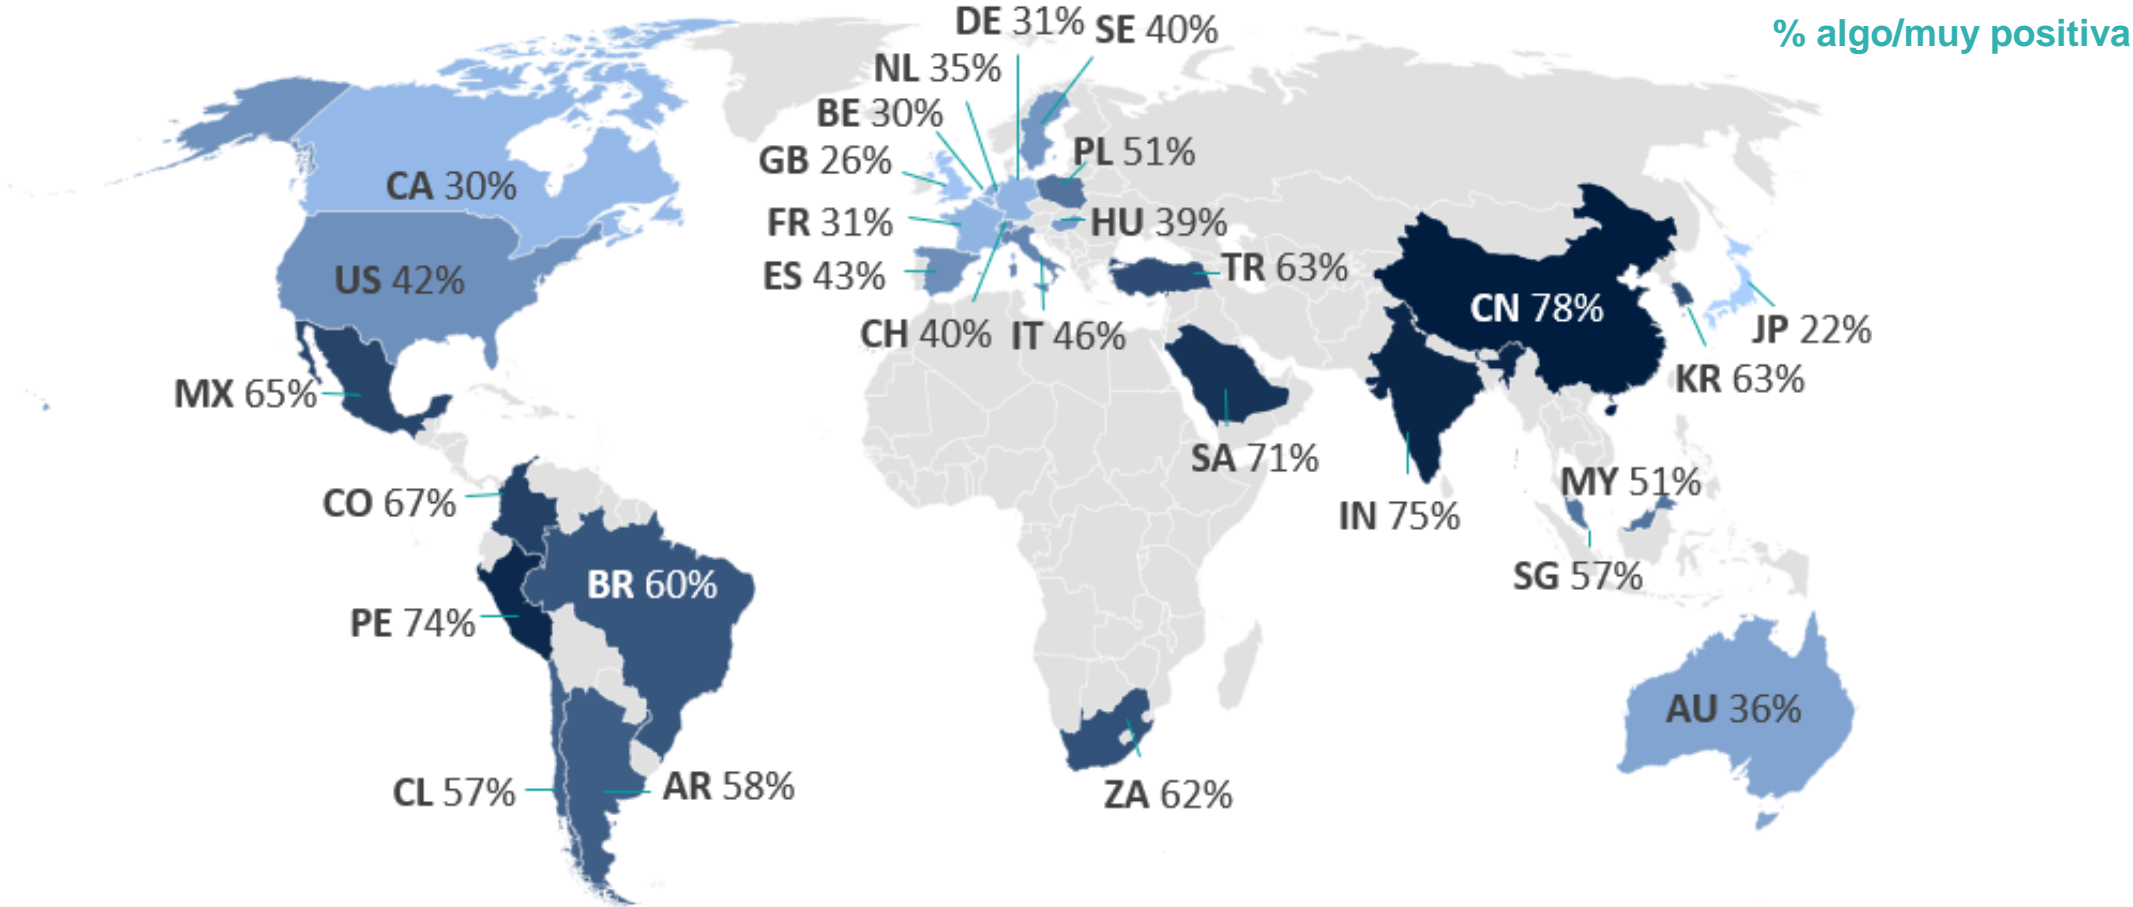 % algo/muy positiva
DE 31%
SE 40%
NL 35%
BE 30%
GB 26%
PL 51%
CA 30%
FR 31%
HU 39%
US 42%
ES 43%
TR 63%
CN 78%
CH 40%
IT 46%
JP 22%
MX 65%
KR 63%
SA 71%
MY 51%
CO 67%
IN 75%
SG 57%
BR 60%
PE 74%
AU 36%
CL 57%
AR 58%
ZA 62%